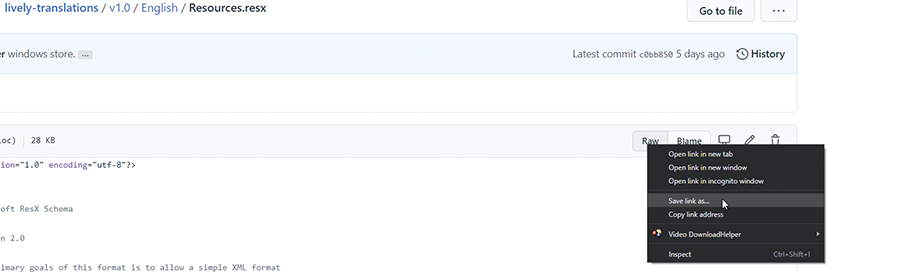 lively-translations / v1.0 / English / Resources.resx
Go to file
...
er windows store. ...
Latest commit c0bb850 5 days ago
History
loc) 28 KB
Raw
Blame
ion="1.0" encoding="utf-8"?>
Open link in new tab
Open link in new window
Open link in incognito window
Save link as...
Copy link address
Video DownloadHelper
Inspect Ctrl+Shift+I
oft ResX Schema
n 2.0
imary goals of this format is to allow a simple XML format